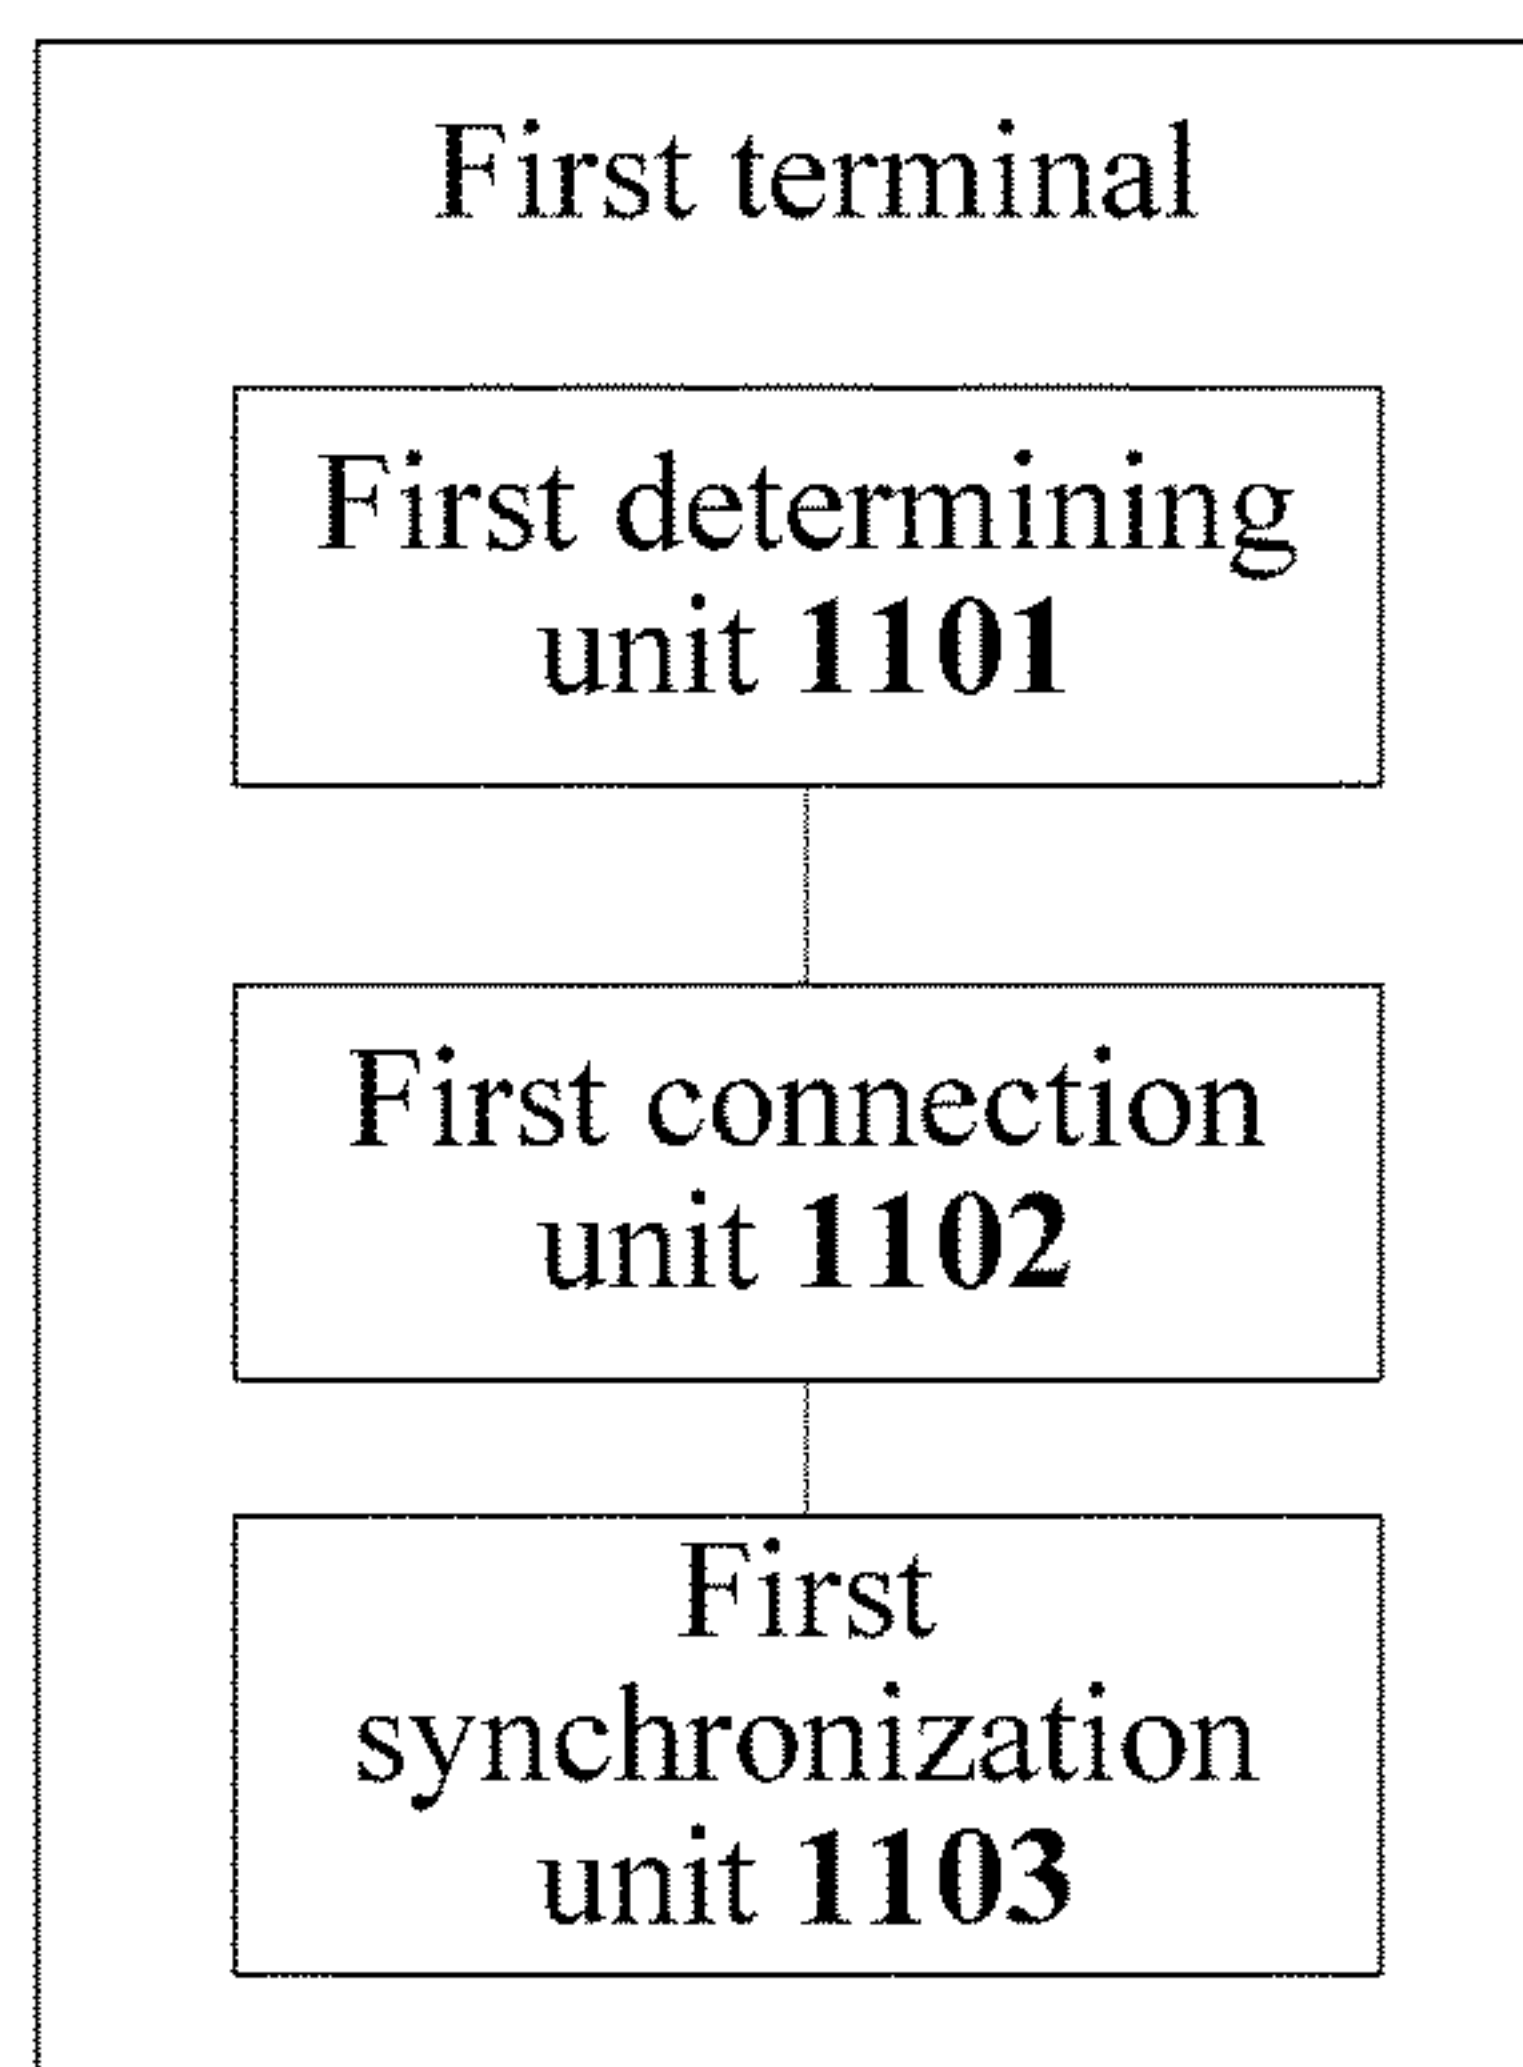 First terminal
First determining
unit 1101
First connection
unit 1102
First
synchronization
unit 1103